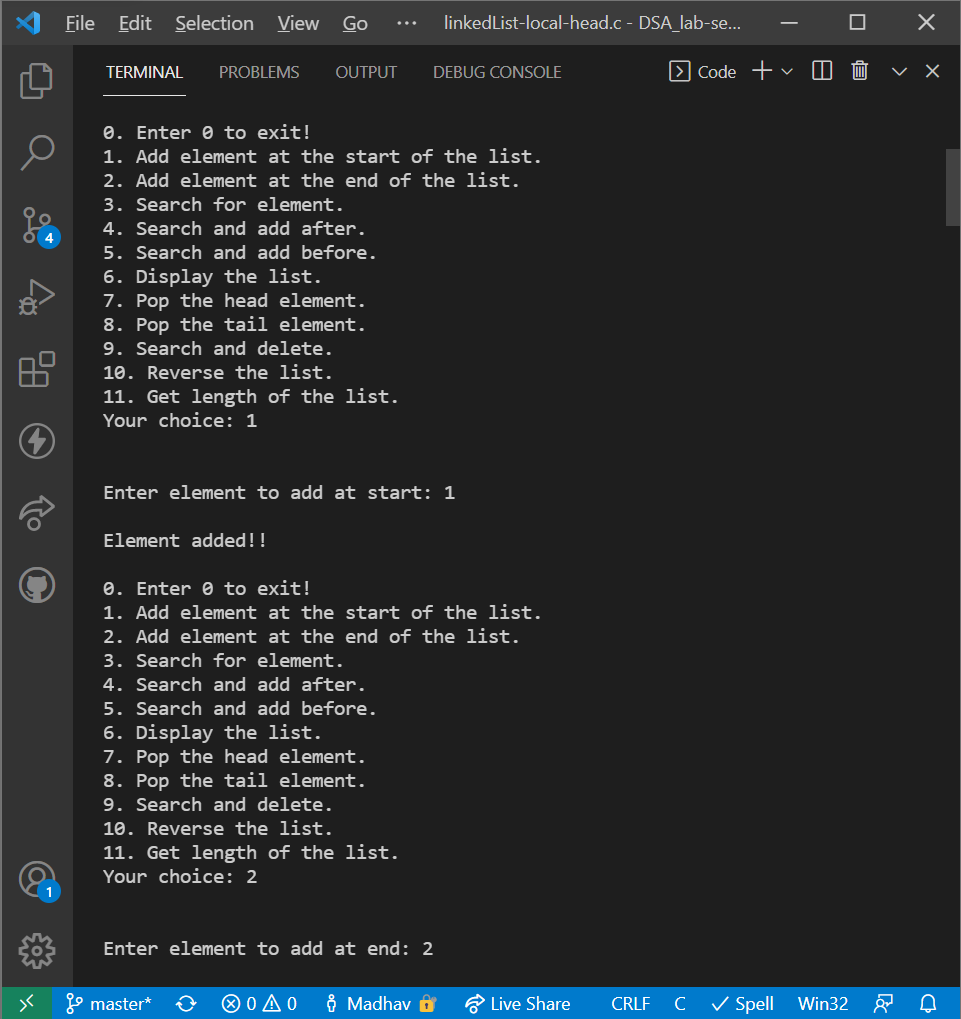 File Edit Selection View Go ··· linkedList-local-head.c - DSA_lab-se...
TERMINAL PROBLEMS OUTPUT DEBUG CONSOLE Code
0. Enter 0 to exit!
1. Add element at the start of the list.
2. Add element at the end of the list.
3. Search for element.
4. Search and add after.
5. Search and add before.
6. Display the list.
7. Pop the head element.
8. Pop the tail element.
9. Search and delete.
10. Reverse the list.
11. Get length of the list.
Your choice: 1
Enter element to add at start: 1
Element added!!
0. Enter 0 to exit!
1. Add element at the start of the list.
2. Add element at the end of the list.
3. Search for element.
4. Search and add after.
5. Search and add before.
6. Display the list.
7. Pop the head element.
8. Pop the tail element.
9. Search and delete.
10. Reverse the list.
11. Get length of the list.
Your choice: 2
Enter element to add at end: 2
4
1
master* 0 0 Madhav Live Share CRLF C Spell Win32